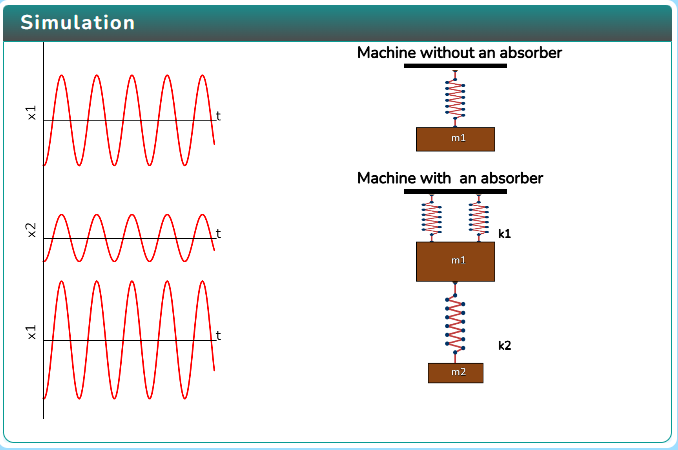 Simulation
Machine without an absorber
x1
t
m1
Machine with  an absorber
x2
t
k1
m1
x1
t
k2
m2